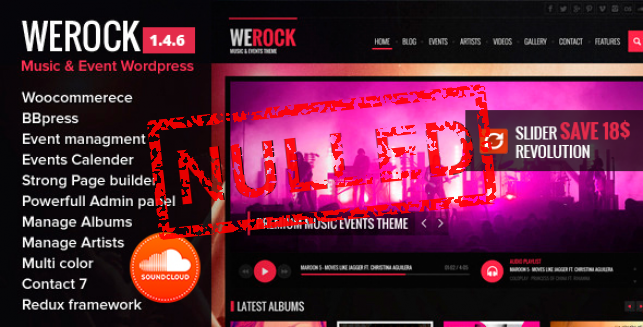 WEROCK 1.4.6
Music & Event Wordpress
Woocommerece
BBpress
Event managment
Events Calender
Strong Page builder
Powerfull Admin panel
Manage Albums
Manage Artists
Multi color
Contact 7
Redux framework
SOUNDCLOUD
WEROCK
MUSIC & EVENTS THEME
HOME BLOG EVENTS ARTISTS VIDEOS GALLERY CONTACT FEATURES
NULLED
SLIDER SAVE 18$
REVOLUTION
PREMIUM MUSIC EVENTS THEME
MAROON 5 - MOVES LIKE JAGGER FT. CHRISTINA AGUILERA
AUDIO PLAYLIST
MAROON 5 - MOVES LIKE JAGGER FT. CHRISTINA AGUILERA
LATEST ALBUMS